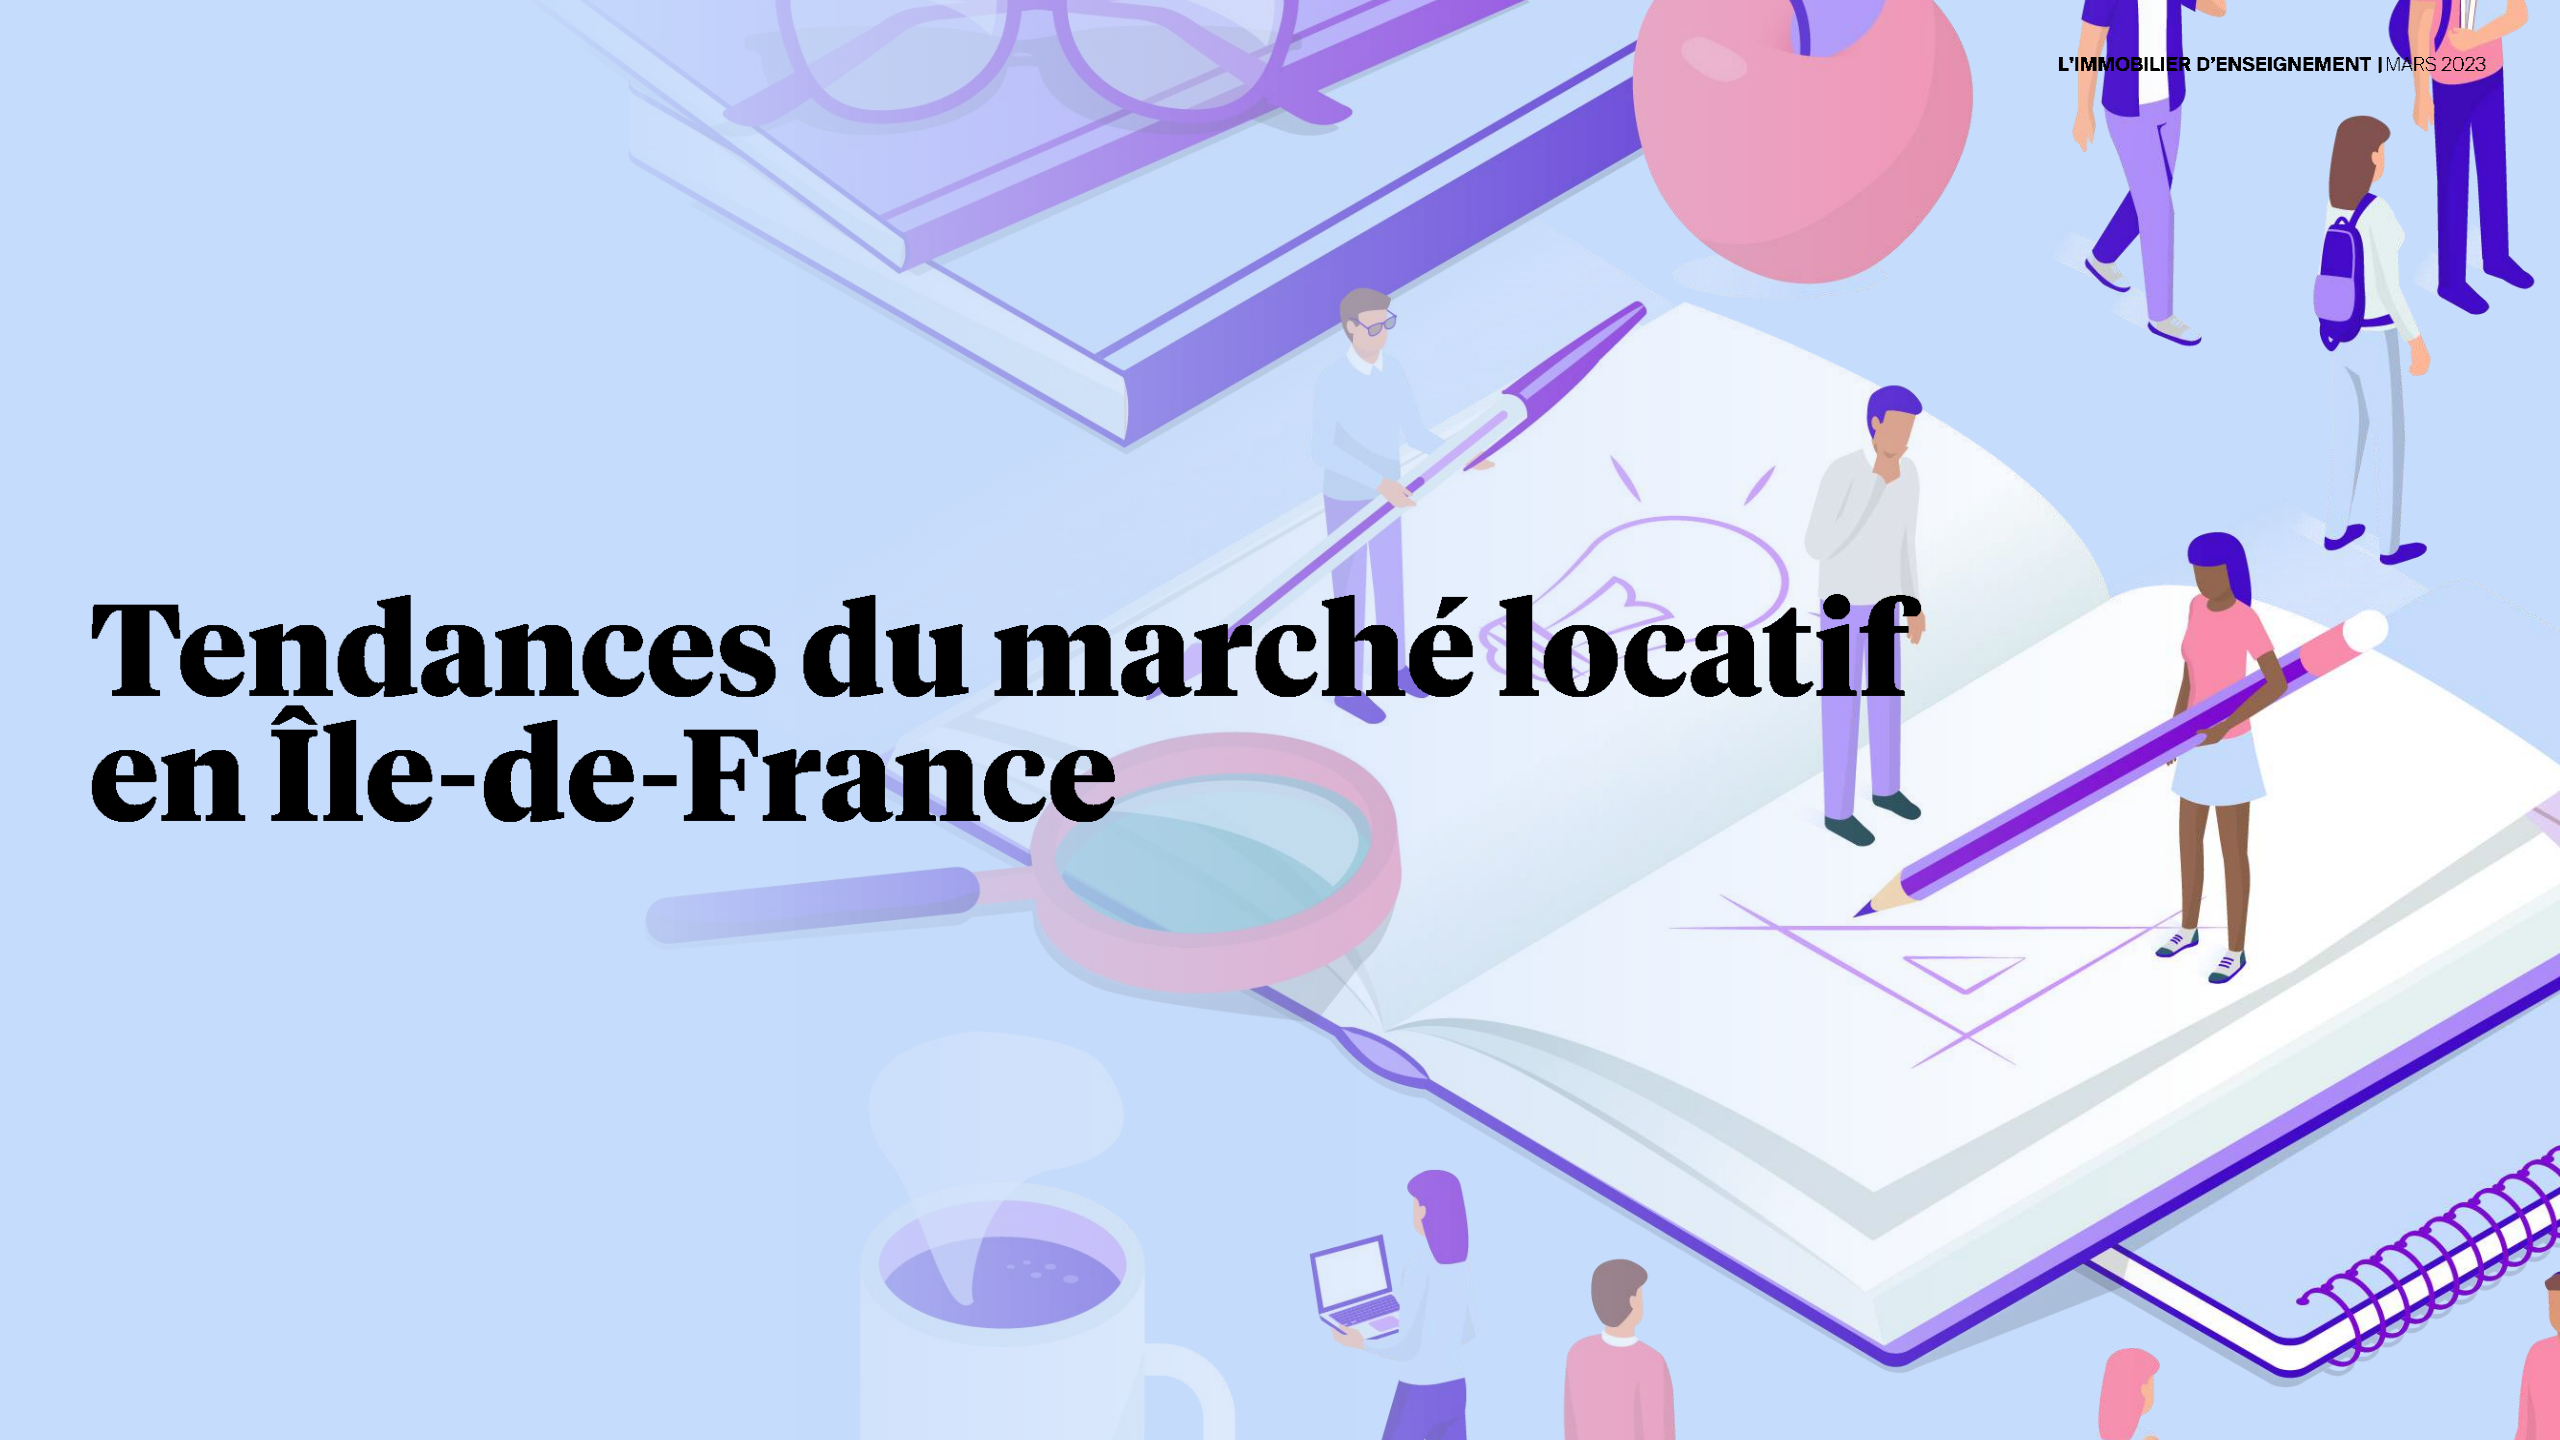 L'IMMOBILIER D'ENSEIGNEMENT | MARS 2023
Tendances du marché locatif
en Île-de-France